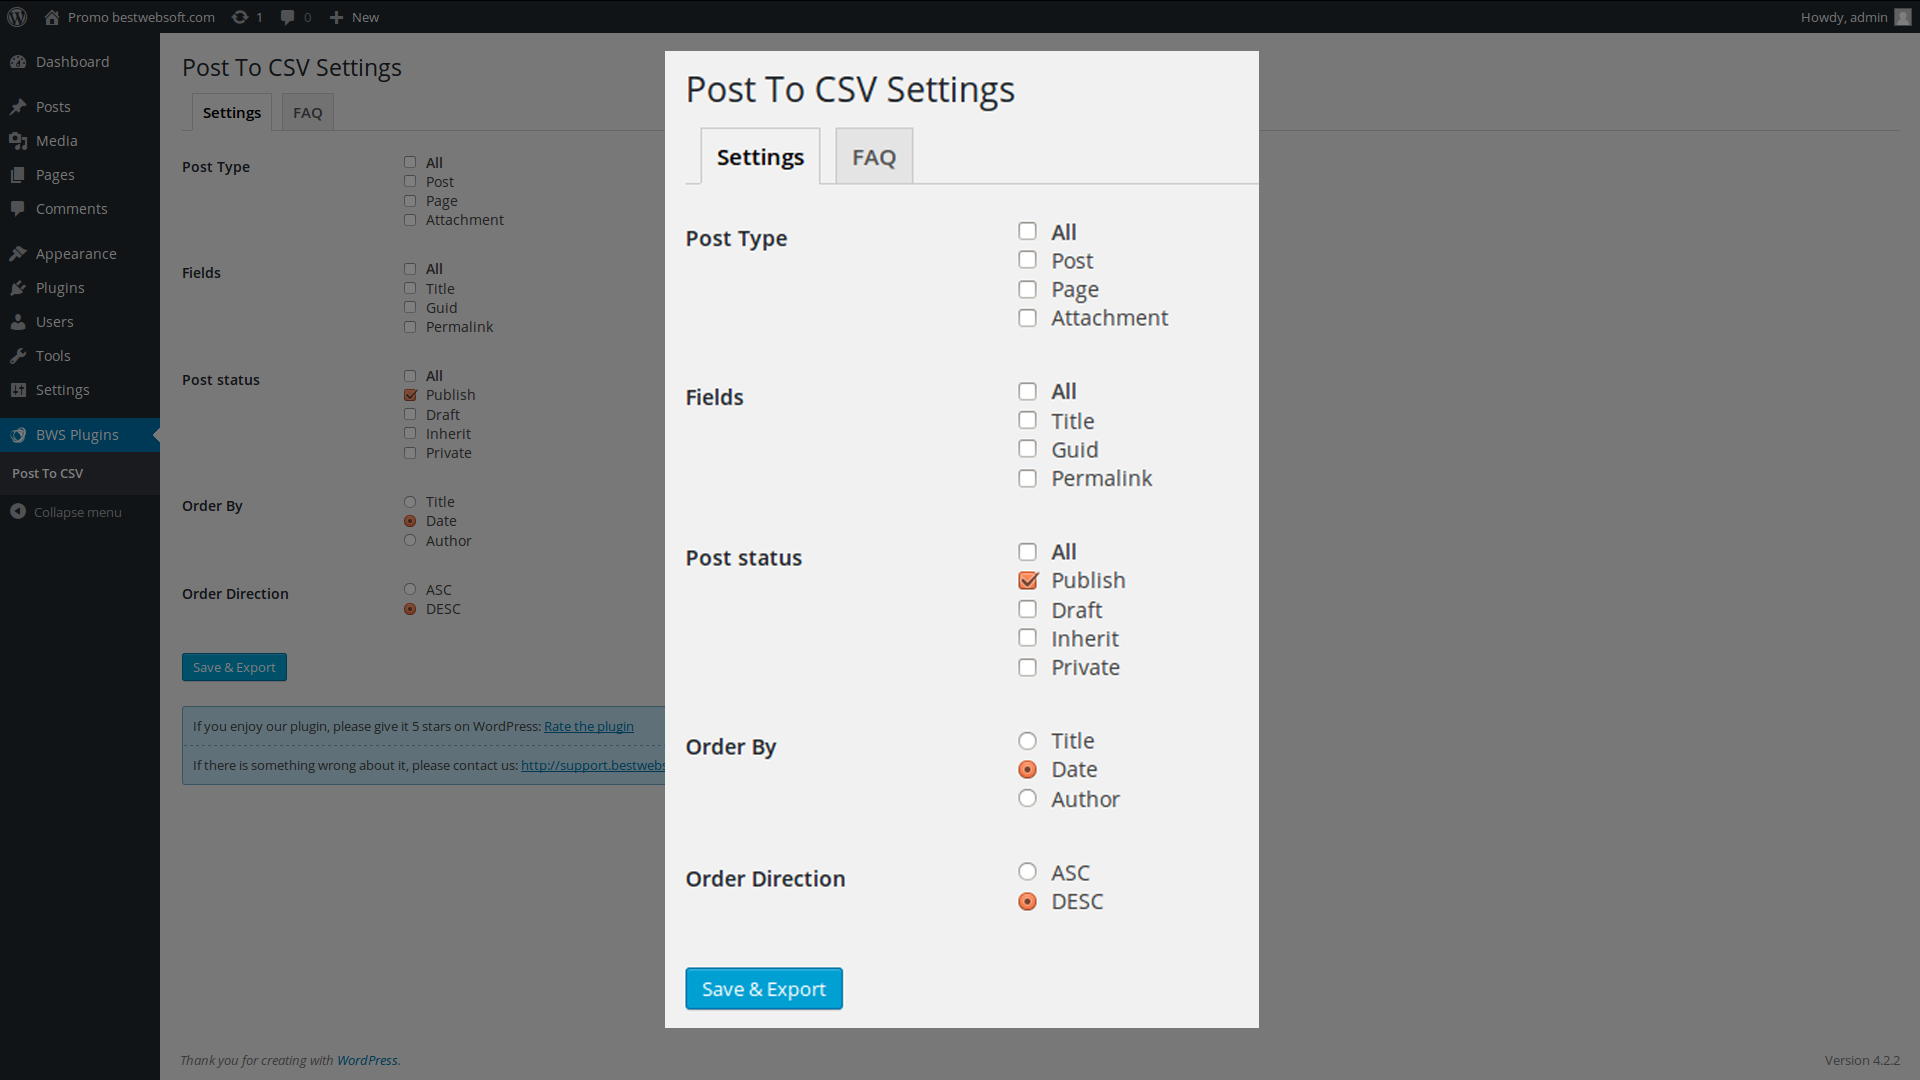 Promo bestwebsoft.com 1 0 New Howdy, admin
Dashboard
Posts
Media
Pages
Comments
Appearance
Plugins
Users
Tools
Settings
BWS Plugins
Post To CSV
Collapse menu
Post To CSV Settings
Settings FAQ
Post Type
All
Post
Page
Attachment
Fields
All
Title
Guid
Permalink
Post status
All
Publish
Draft
Inherit
Private
Order By
Title
Date
Author
Order Direction
ASC
DESC
Save & Export
If you enjoy our plugin, please give it 5 stars on WordPress: Rate the plugin
If there is something wrong about it, please contact us: http://support.bestwebs
Post To CSV Settings
Settings FAQ
Post Type
All
Post
Page
Attachment
Fields
All
Title
Guid
Permalink
Post status
All
Publish
Draft
Inherit
Private
Order By
Title
Date
Author
Order Direction
ASC
DESC
Save & Export
Thank you for creating with WordPress.
Version 4.2.2